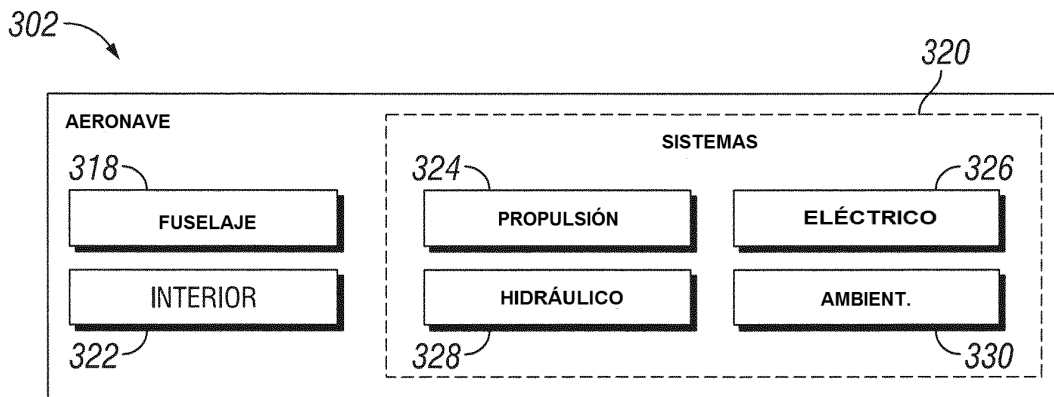 302
320
AERONAVE
SISTEMAS
318
324
326
FUSELAJE
PROPULSIÓN
ELÉCTRICO
INTERIOR
HIDRÁULICO
AMBIENT.
322
328
330